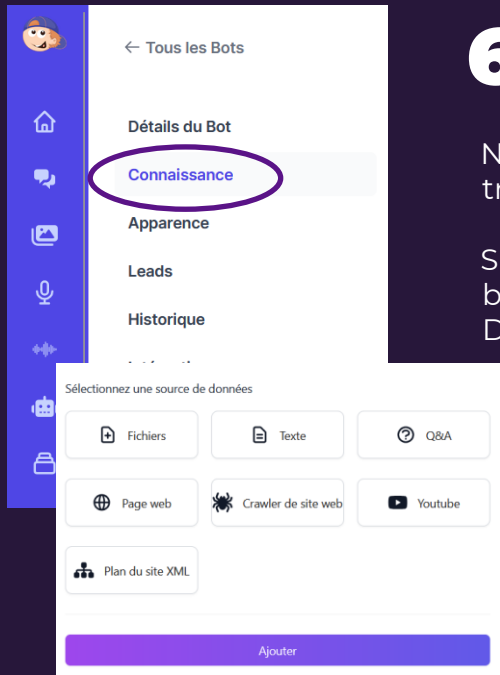 ← Tous les Bots
6
Détails du Bot
Connaissance
Apparence
Leads
Historique
Sélectionnez une source de données
Fichiers
Texte
Q&A
Page web
Crawler de site web
Youtube
Plan du site XML
Ajouter